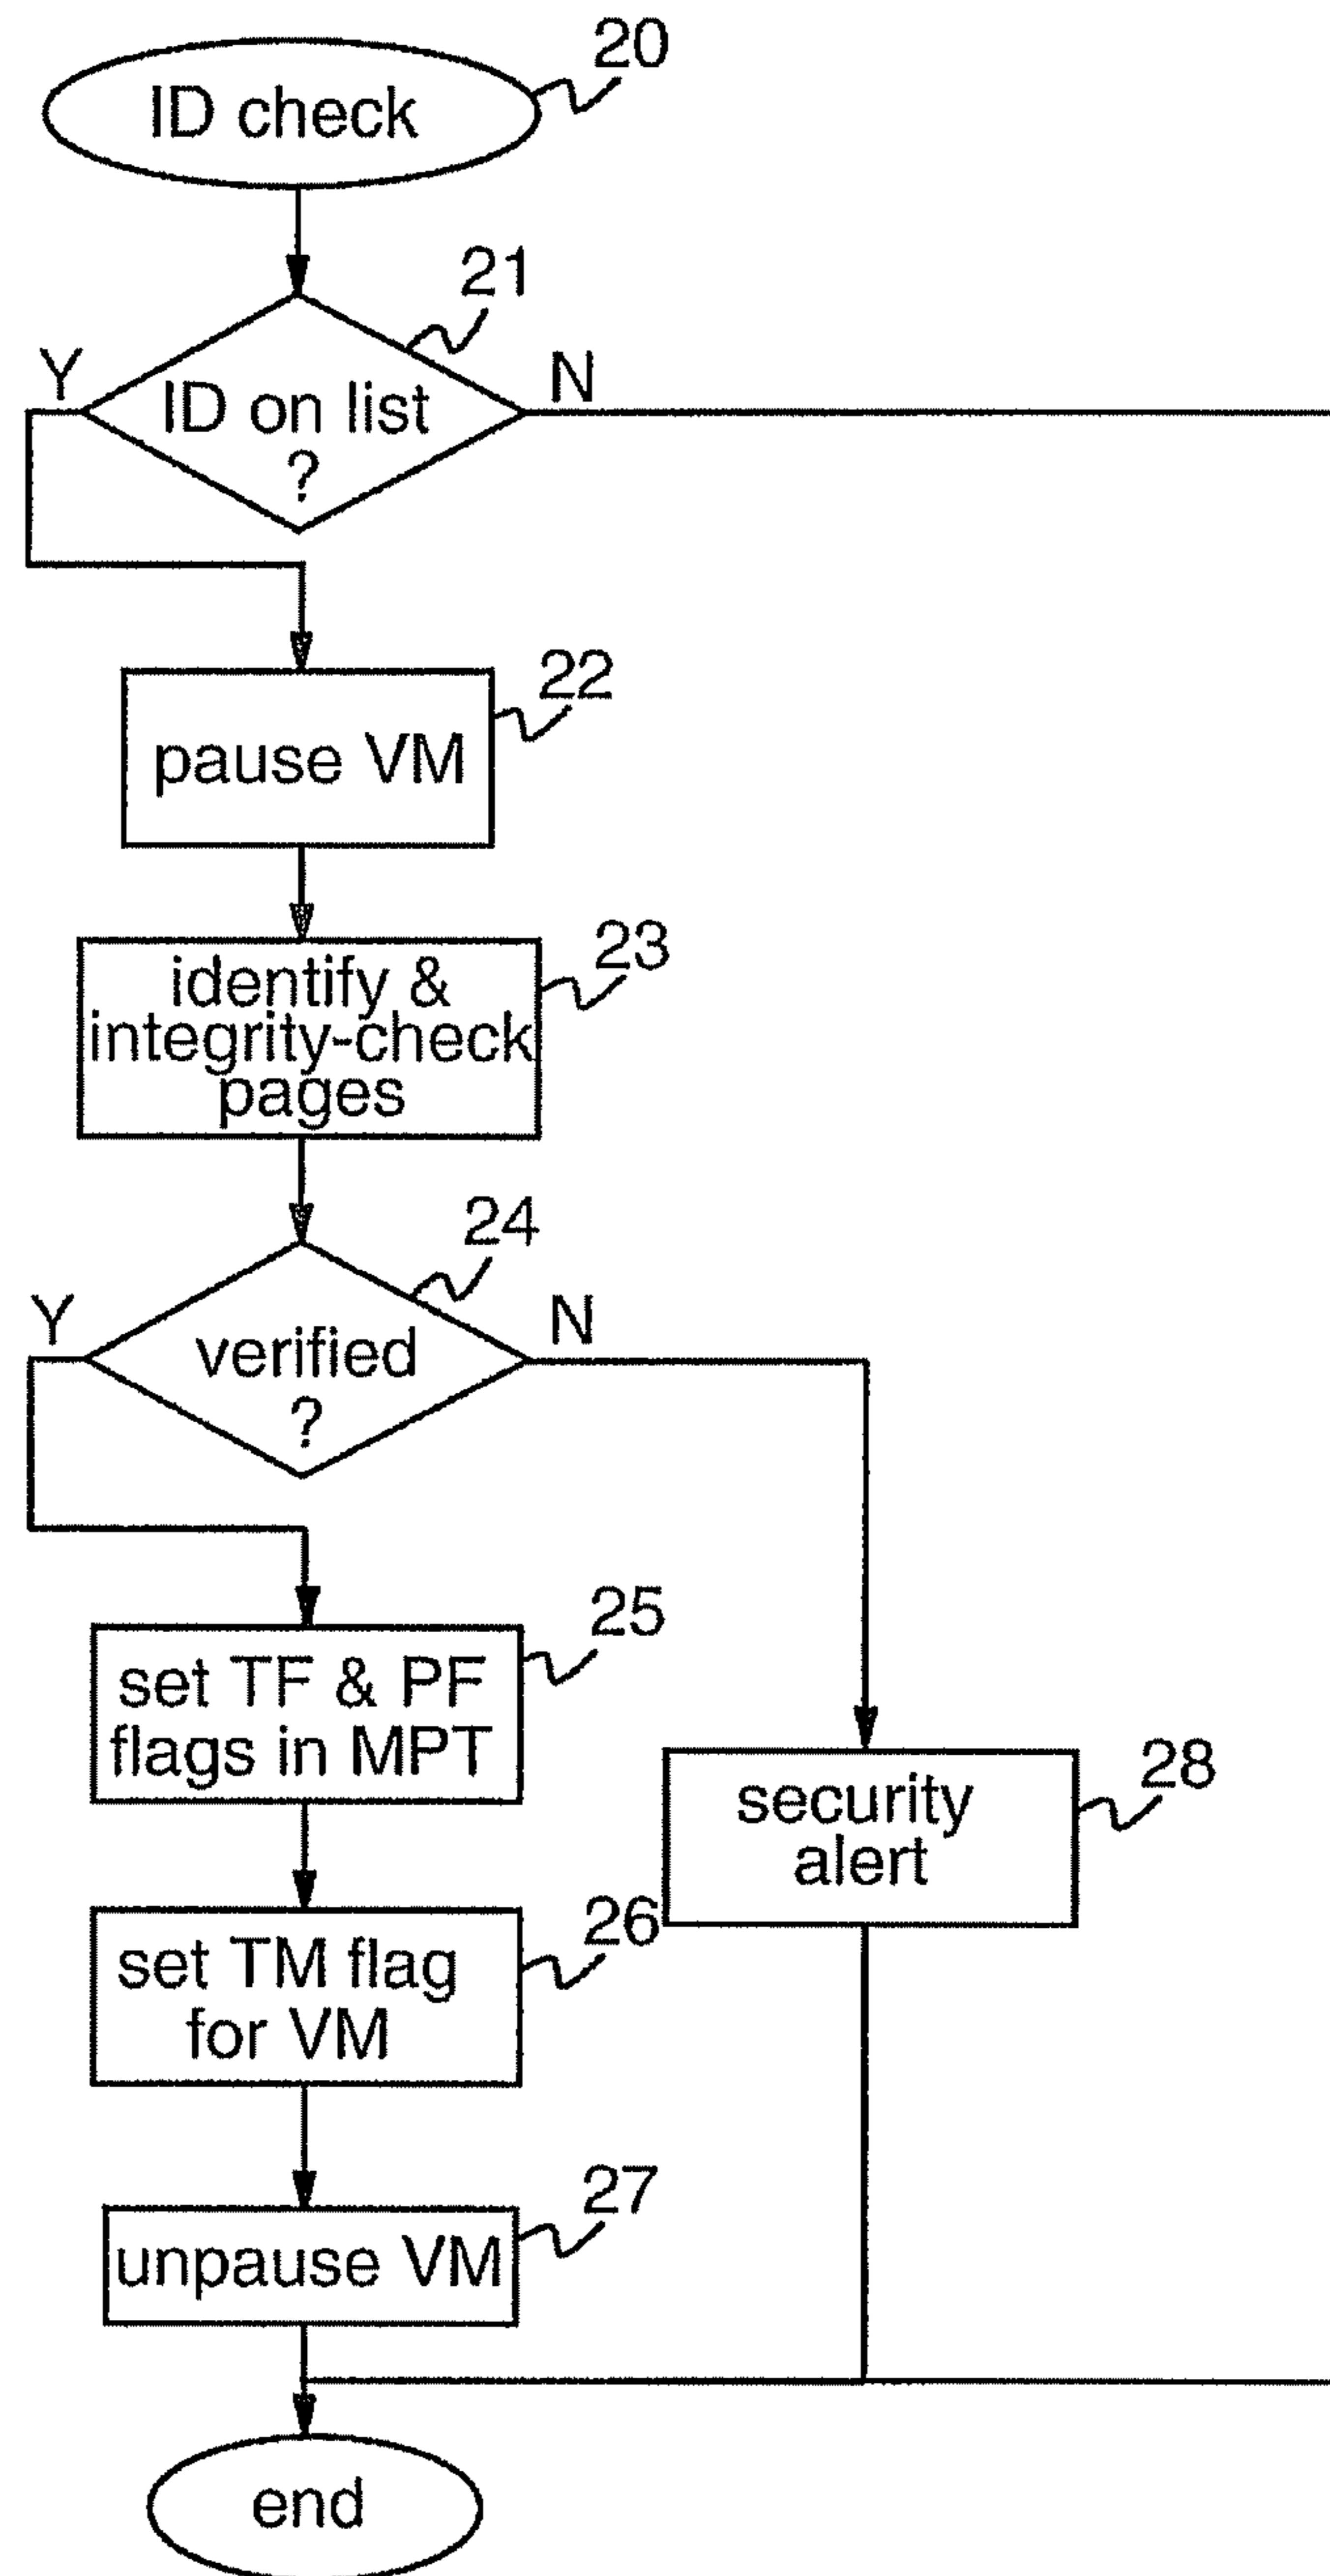 20
ID check
21
Y
N
ID on list
?
22
pause VM
23
identify &
integrity-check
pages
24
Y
N
verified
?
25
set TF & PF
flags in MPT
28
security
alert
26
set TM flag
for VM
27
unpause VM
end